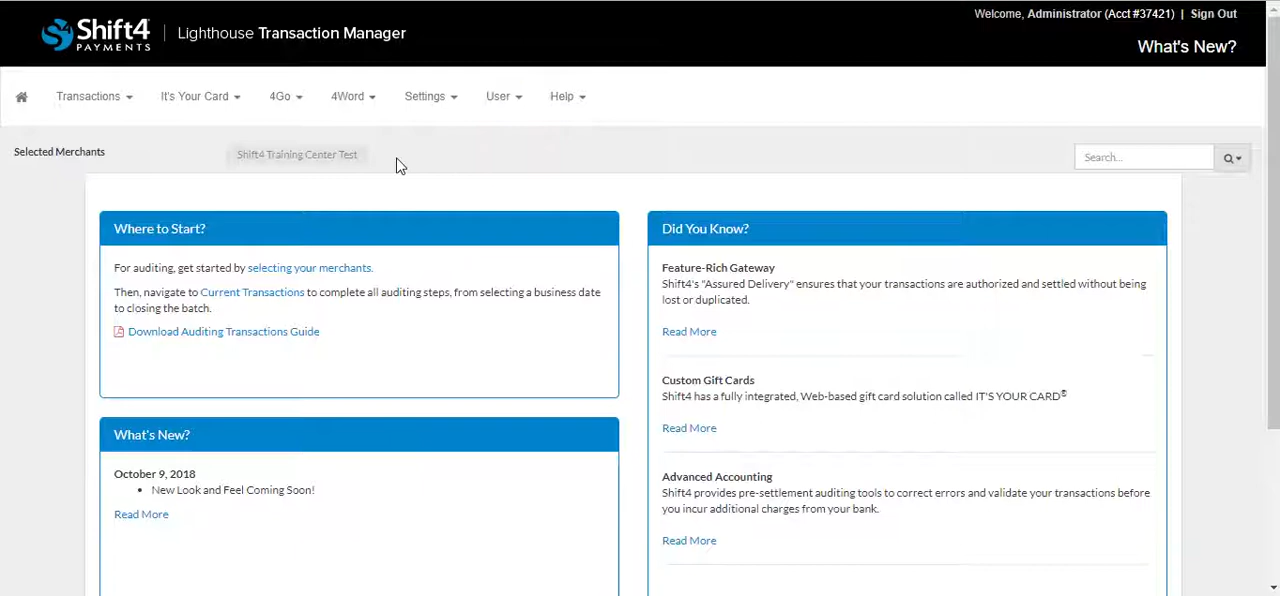 Welcome, Administrator (Acct #37421) | Sign Out
Shift4 PAYMENTS | Lighthouse Transaction Manager
What's New?
Transactions It's Your Card 4Go 4Word Settings User Help
Selected Merchants Shift4 Training Center Test Search...
Where to Start?
For auditing, get started by selecting your merchants.
Then, navigate to Current Transactions to complete all auditing steps, from selecting a business date
to closing the batch.
Download Auditing Transactions Guide
What's New?
October 9, 2018
• New Look and Feel Coming Soon!
Read More
Did You Know?
Feature-Rich Gateway
Shift4's "Assured Delivery" ensures that your transactions are authorized and settled without being
lost or duplicated.
Read More
Custom Gift Cards
Shift4 has a fully integrated, Web-based gift card solution called IT'S YOUR CARD®
Read More
Advanced Accounting
Shift4 provides pre-settlement auditing tools to correct errors and validate your transactions before
you incur additional charges from your bank.
Read More